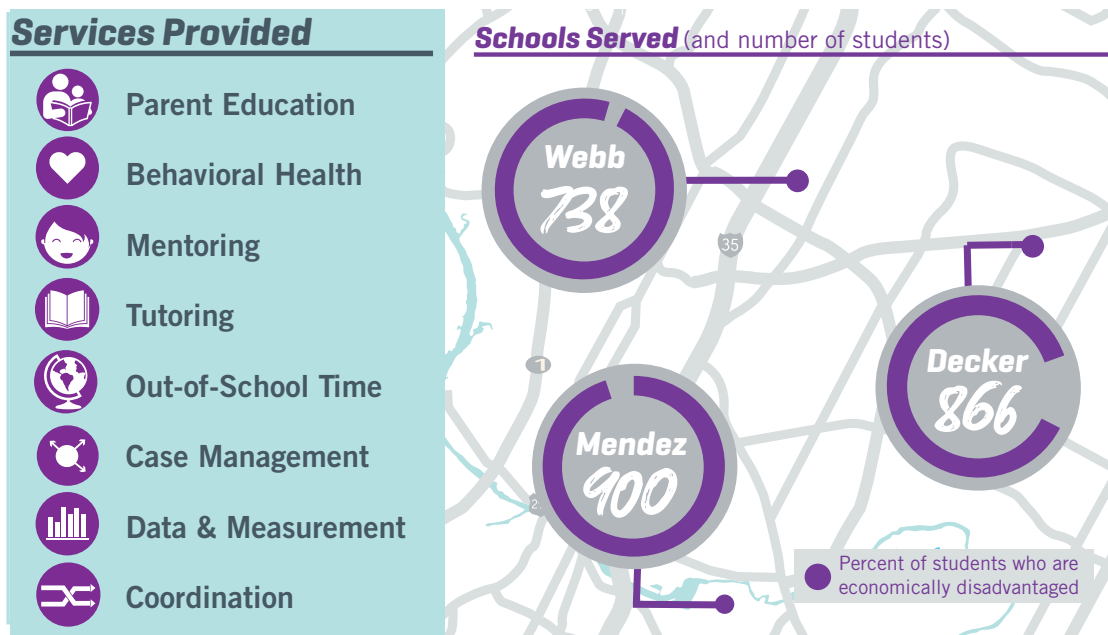 Services Provided
Parent Education
Behavioral Health
Mentoring
Tutoring
Out-of-School Time
Case Management
Data & Measurement
Coordination
Schools Served (and number of students)
Webb
738
35
Decker
866
1
Mendez
900
2
Percent of students who are
economically disadvantaged